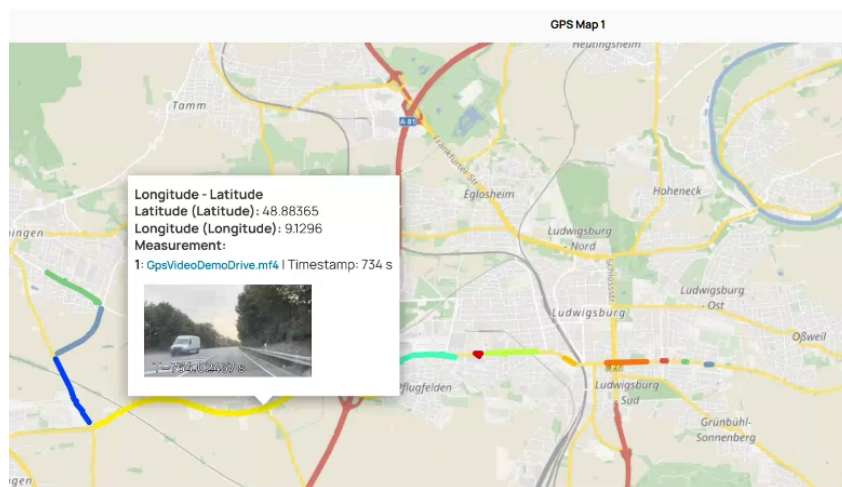 GPS Map 1
Heutingsheim
Tamm
A 81
Frankfurter Str.
Eglosheim
Hoheneck
Longitude - Latitude
Latitude (Latitude): 48.88365
Longitude (Longitude): 9.1296
Measurement:
1: GpsVideoDemoDrive.mf4 | Timestamp: 734 s
ningen
Ludwigsburg
- Nord
Schlossstr.
Ludwigsburg
- Ost
Ludwigsburg
Oßweil
Pflugfelden
Ludwigsburg
Süd
Grünbühl-
Sonnenberg
ngen